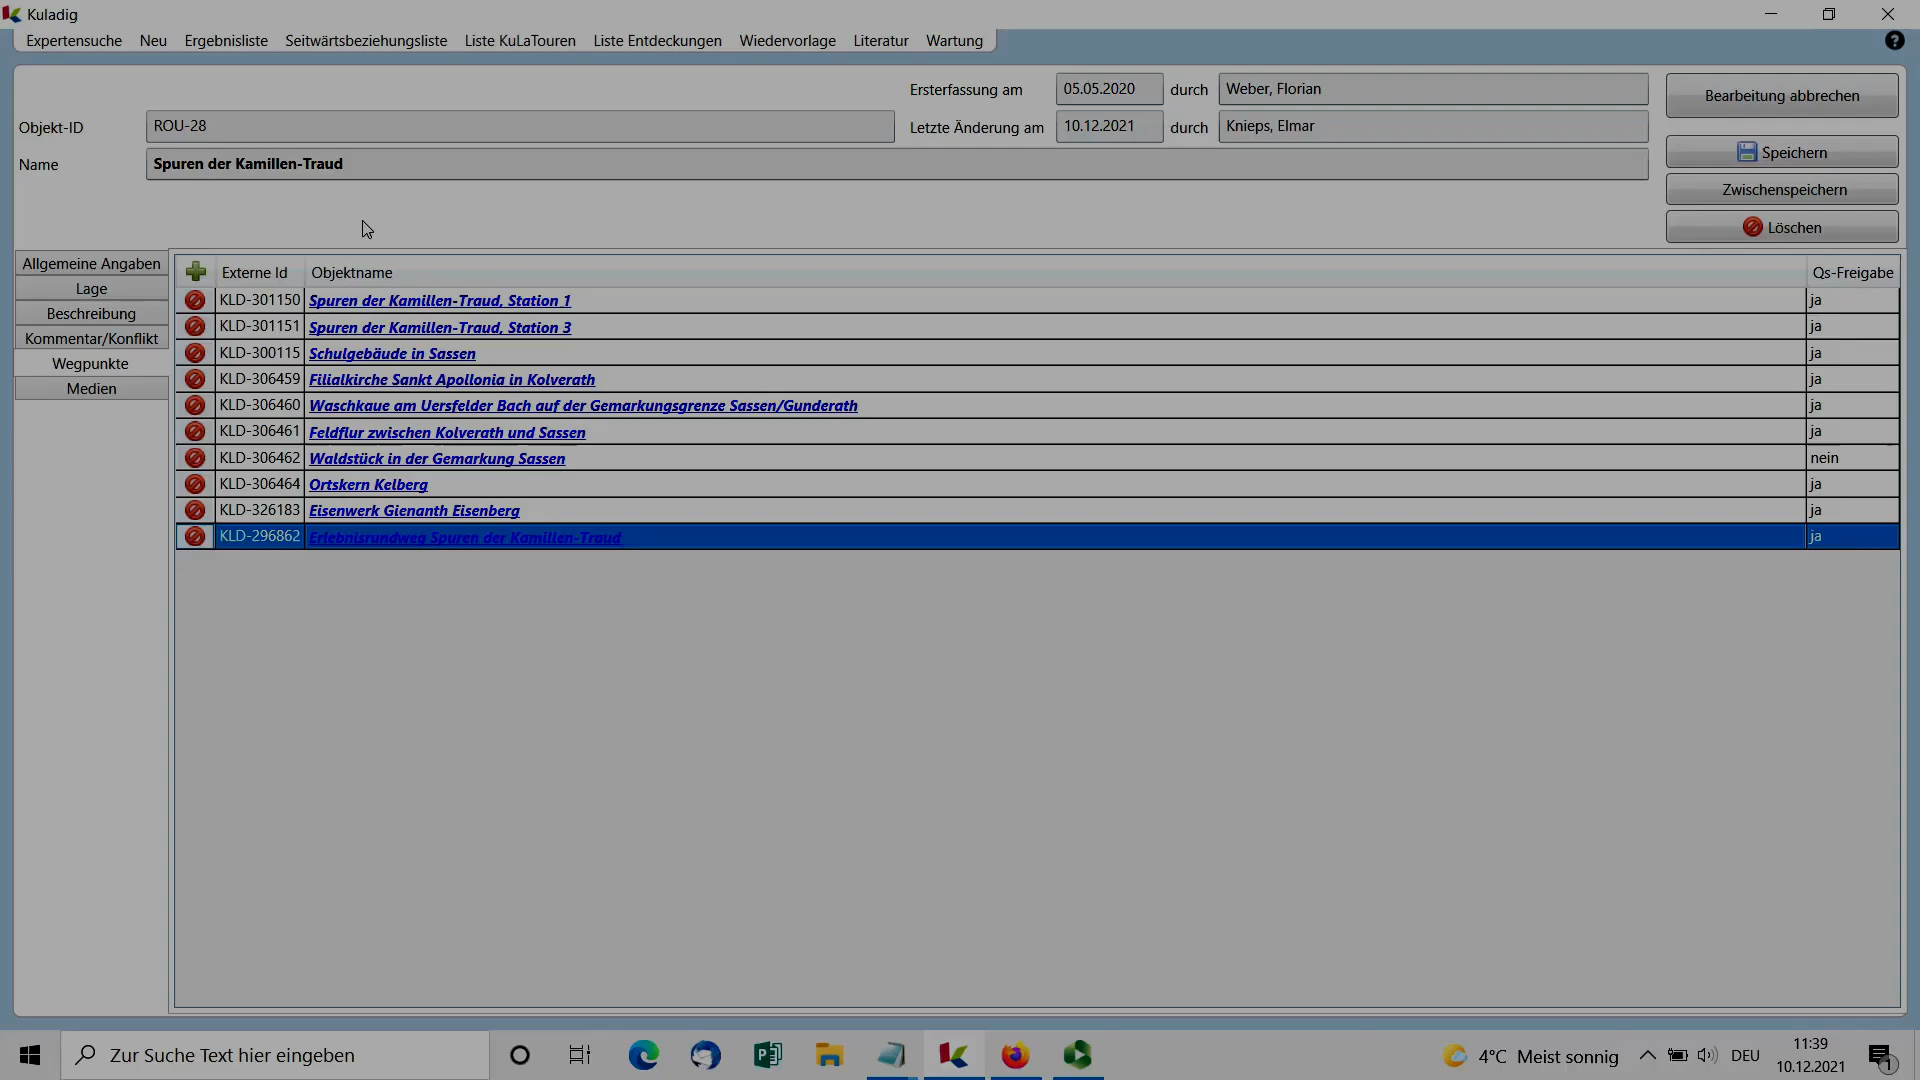 Kuladig
Expertensuche Neu Ergebnisliste Seitwärtsbeziehungsliste Liste KuLaTouren Liste Entdeckungen Wiedervorlage Literatur Wartung
Ersterfassung am 05.05.2020 durch Weber, Florian
Bearbeitung abbrechen
Objekt-ID ROU-28 Letzte Änderung am 10.12.2021 durch Knieps, Elmar
Speichern
Name Spuren der Kamillen-Traud
Zwischenspeichern
Löschen
Allgemeine Angaben
Lage
Beschreibung
Kommentar/Konflikt
Wegpunkte
Medien
Externe Id Objektname Qs-Freigabe
KLD-301150 Spuren der Kamillen-Traud, Station 1 ja
KLD-301151 Spuren der Kamillen-Traud, Station 3 ja
KLD-300115 Schulgebäude in Sassen ja
KLD-306459 Filialkirche Sankt Apollonia in Kolverath ja
KLD-306460 Waschkaue am Uersfelder Bach auf der Gemarkungsgrenze Sassen/Gunderath ja
KLD-306461 Feldflur zwischen Kolverath und Sassen ja
KLD-306462 Waldstück in der Gemarkung Sassen nein
KLD-306464 Ortskern Kelberg ja
KLD-326183 Eisenwerk Gienanth Eisenberg ja
KLD-296862 Erlebnisrundweg Spuren der Kamillen-Traud ja
Zur Suche Text hier eingeben
4°C Meist sonnig
DEU
11:39
10.12.2021
1